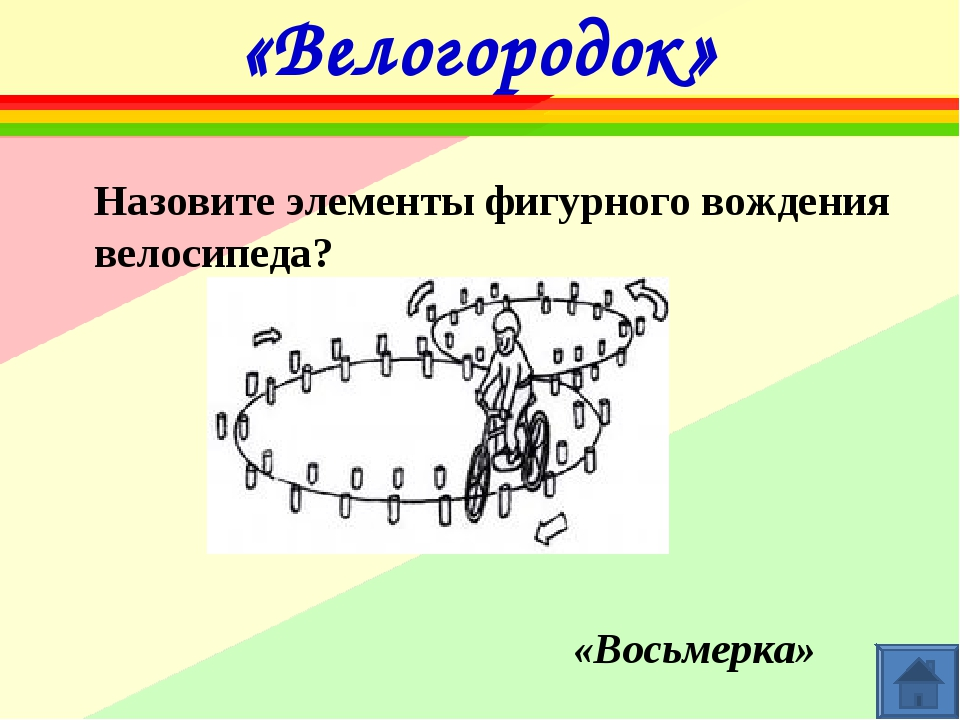 «Велогородок»
Назовите элементы фигурного вождения
велосипеда?
«Восьмерка»